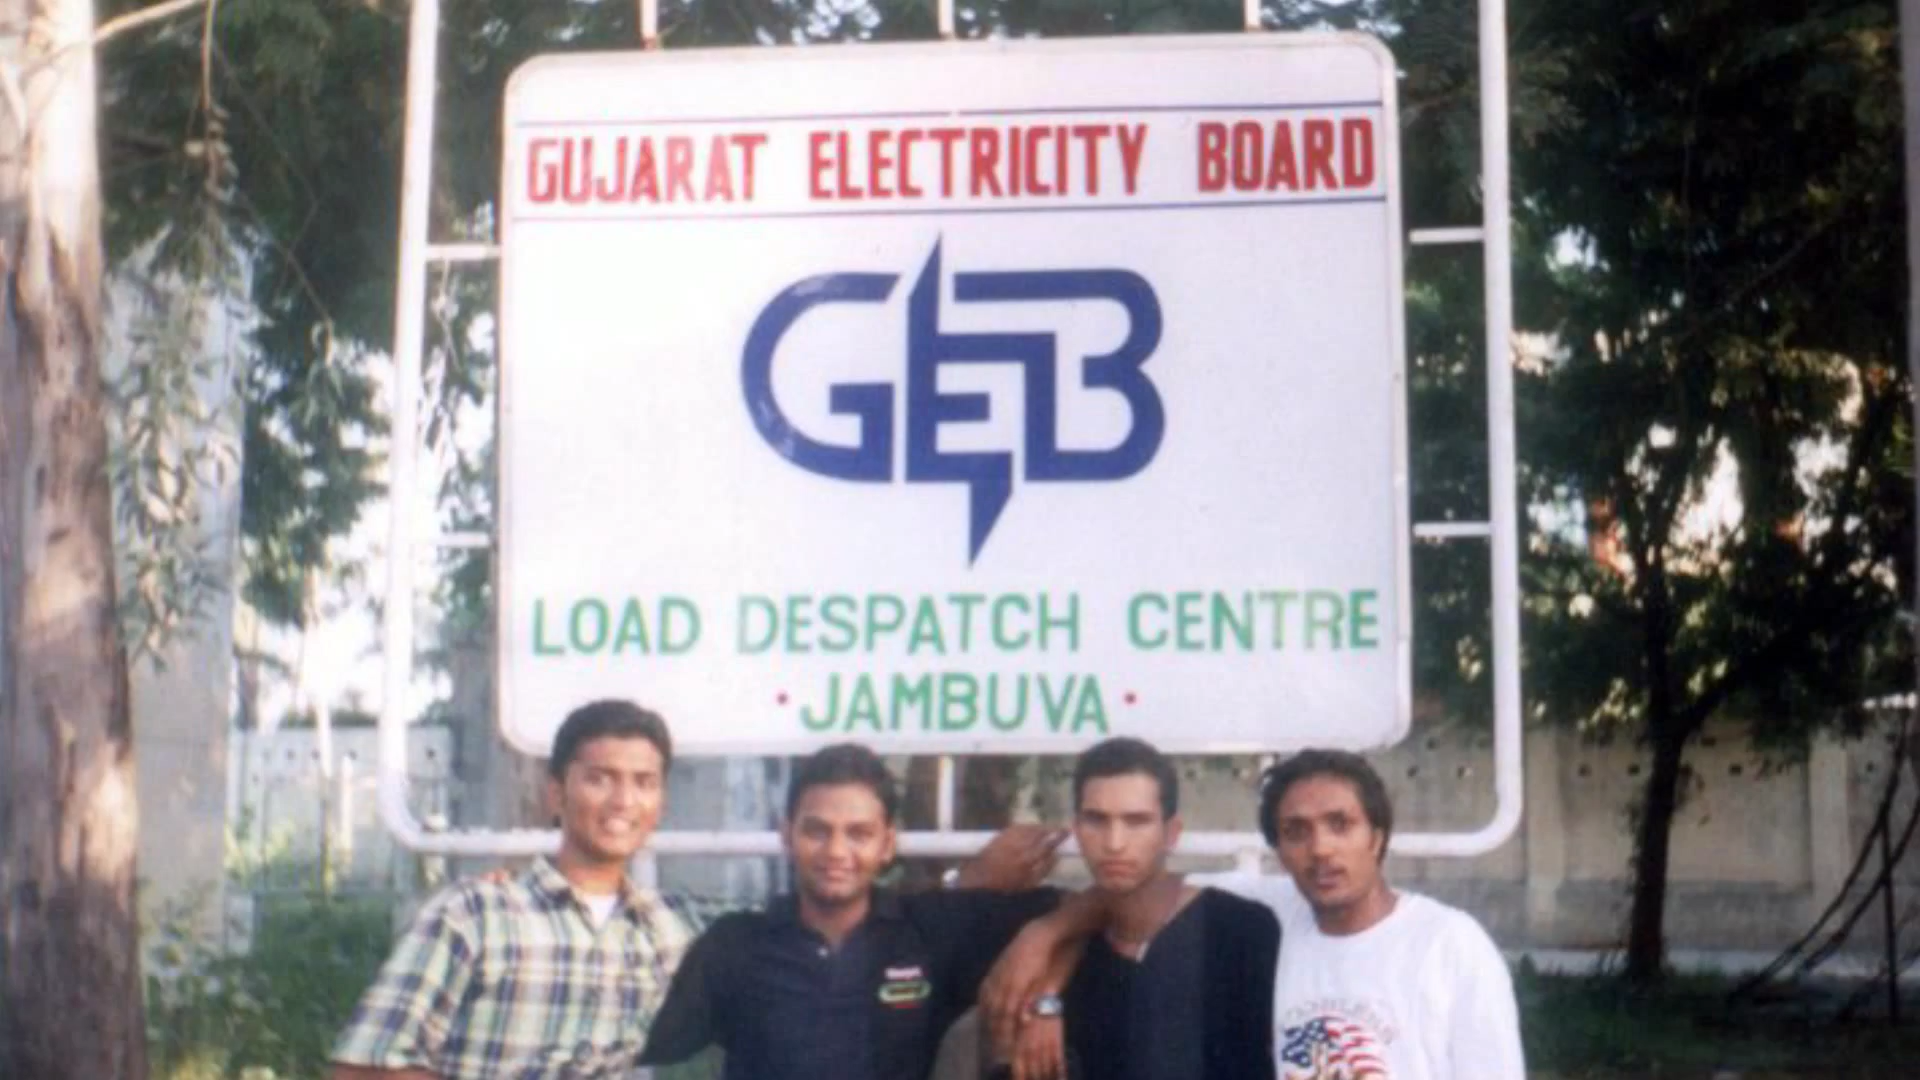 GUJARAT ELECTRICITY BOARD
GEB
LOAD DESPATCH CENTRE
· JAMBUVA ·